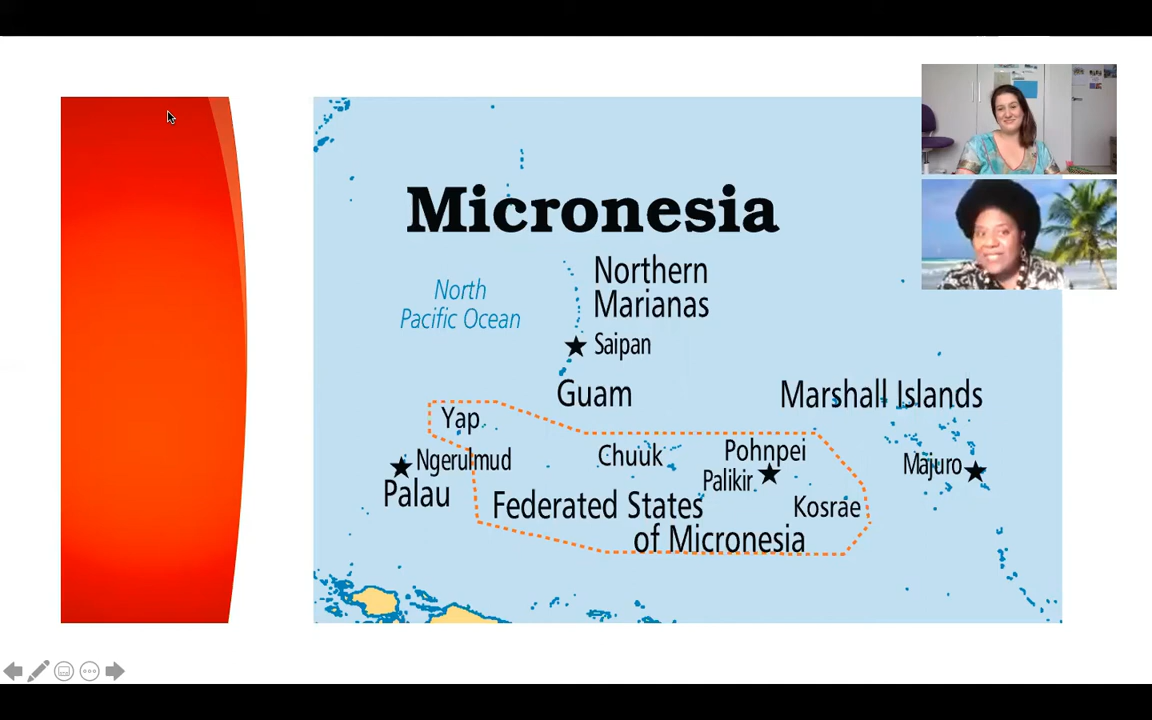 Micronesia
North
Pacific Ocean
Northern
Marianas
Saipan
Guam
Marshall Islands
Yap
Chuuk
Pohnpei
Ngerulmud
Palikir
Majuro
Palau
Federated States
of Micronesia
Kosrae